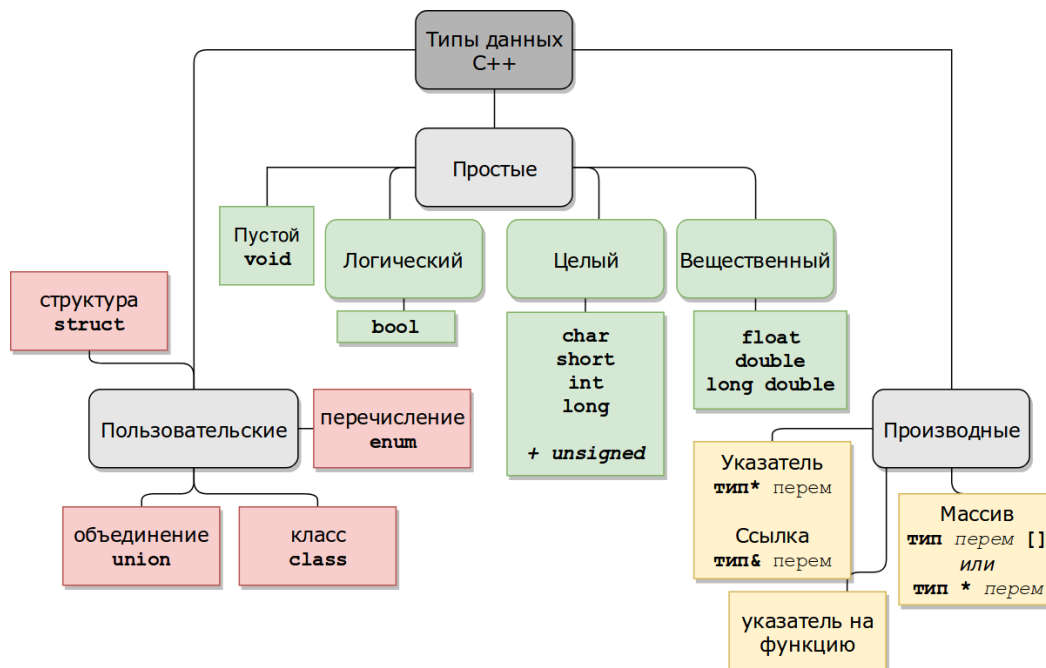 Типы данных
C++
Простые
Пустой
void
Логический
Целый
Вещественный
структура
struct
bool
char
short
int
long
+ unsigned
float
double
long double
Пользовательские
перечисление
enum
Производные
объединение
union
класс
class
Указатель
тип* перем
Ссылка
тип& перем
Массив
тип перем []
или
тип * перем
указатель на
функцию